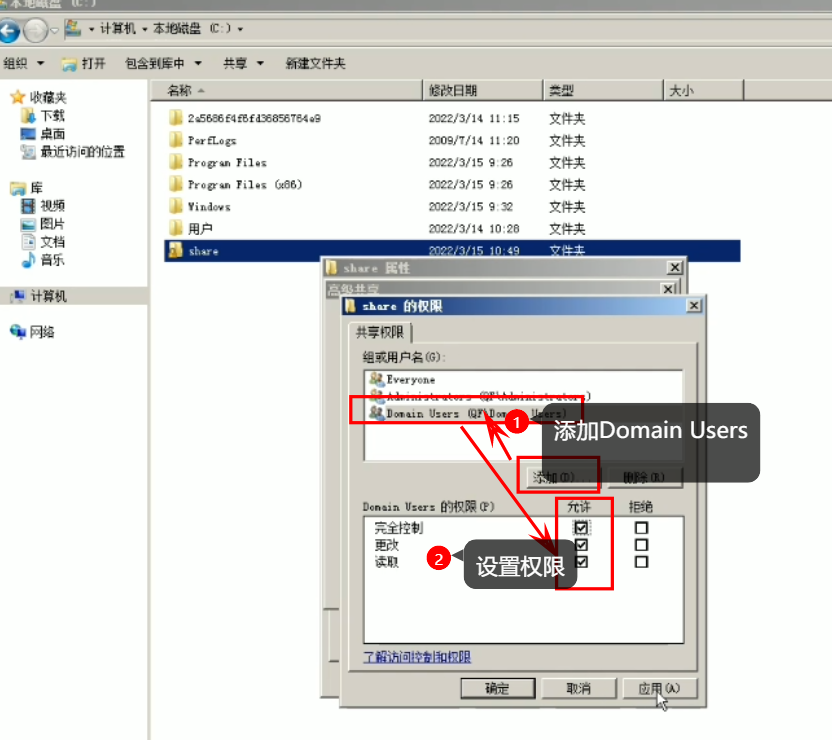 本地磁盘 (C:)
计算机 本地磁盘 (C:)
组织 打开 包含到库中 共享 新建文件夹
收藏夹
下载
桌面
最近访问的位置
库
视频
图片
文档
音乐
计算机
网络
名称 修改日期 类型 大小
2a5686f4f6f436856764e9 2022/3/14 11:15 文件夹
PerfLogs 2009/7/14 11:20 文件夹
Program Files 2022/3/15 9:26 文件夹
Program Files (x86) 2022/3/15 9:26 文件夹
Windows 2022/3/15 9:32 文件夹
用户 2022/3/14 10:28 文件夹
share 2022/3/15 10:49 文件夹
share 属性
高级共享
share 的权限
共享权限
组或用户名(G):
Everyone
Administrators (QF\Administrators)
Domain Users (QF\Domain Users)
1
添加Domain Users
添加(D)... 删除(R)
Domain Users 的权限(P) 允许 拒绝
完全控制
更改
读取
2
设置权限
了解访问控制和权限
确定 取消 应用(A)